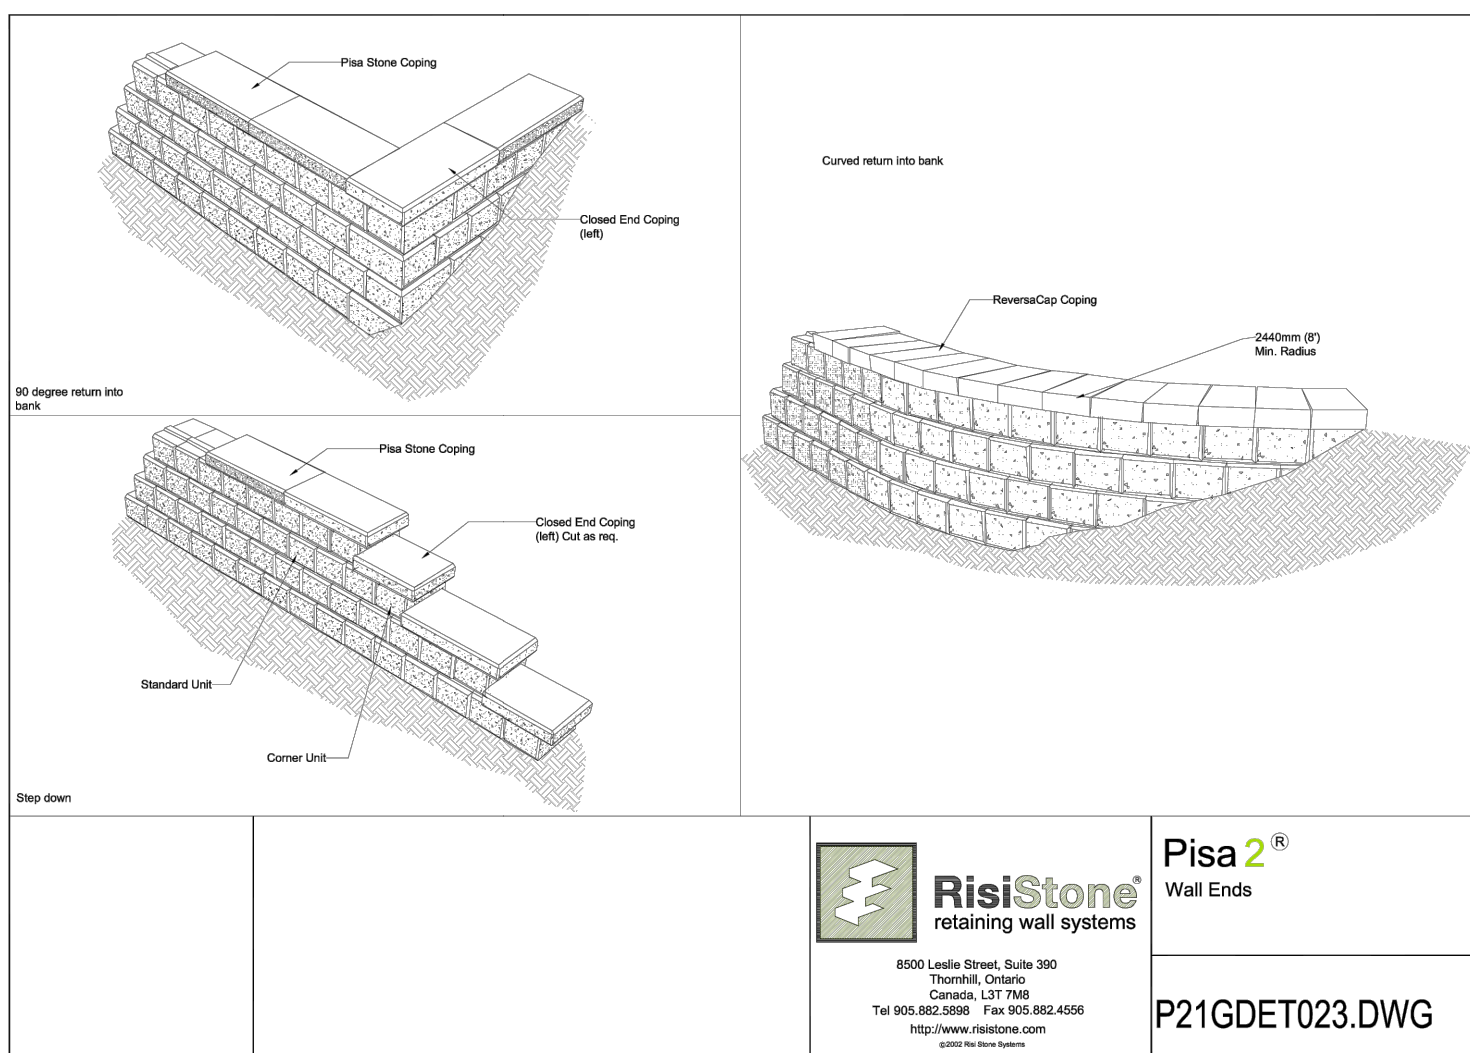 Pisa Stone Coping
Closed End Coping
(left)
90 degree return into
bank
Pisa Stone Coping
Closed End Coping
(left) Cut as req.
Standard Unit
Corner Unit
Step down
Curved return into bank
ReversaCap Coping
2440mm (8')
Min. Radius
RisiStone®
retaining wall systems
8500 Leslie Street, Suite 390
Thornhill, Ontario
Canada, L3T 7M8
Tel 905.882.5898 Fax 905.882.4556
http://www.risistone.com
©2002 Risi Stone Systems
Pisa 2®
Wall Ends
P21GDET023.DWG